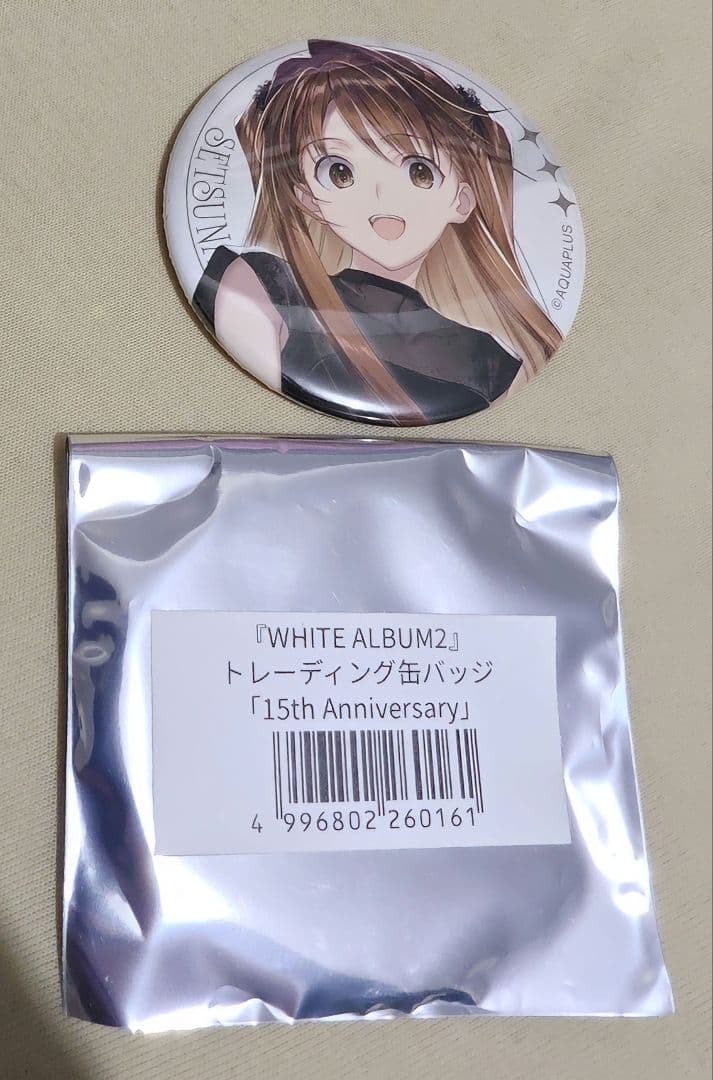 SETSUN
©AQUAPLUS
『WHITE ALBUM2』
トレーディング缶バッジ
「15th Anniversary」
4 996802 260161